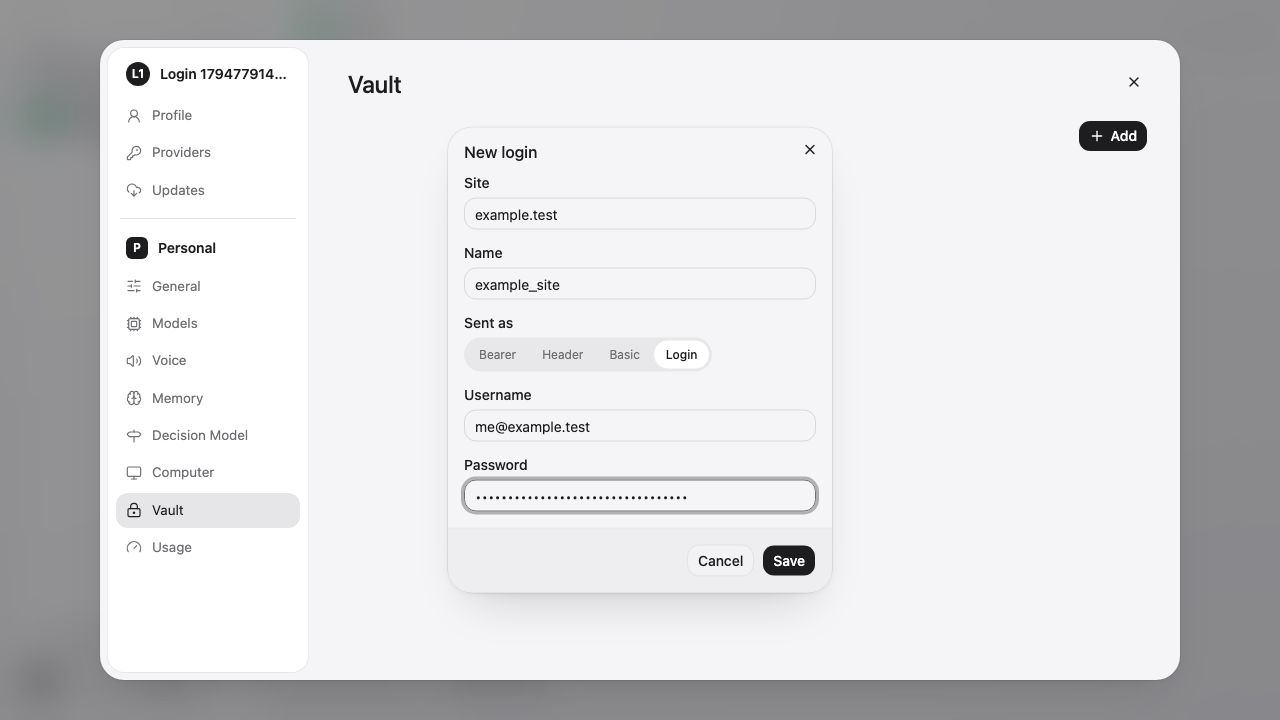 L1 Login 179477914...
Profile
Providers
Updates
P Personal
General
Models
Voice
Memory
Decision Model
Computer
Vault
Usage
Vault
Add
New login
Site
example.test
Name
example_site
Sent as
Bearer Header Basic Login
Username
me@example.test
Password
•••••••••••••••••••••••••••••••••
Cancel Save